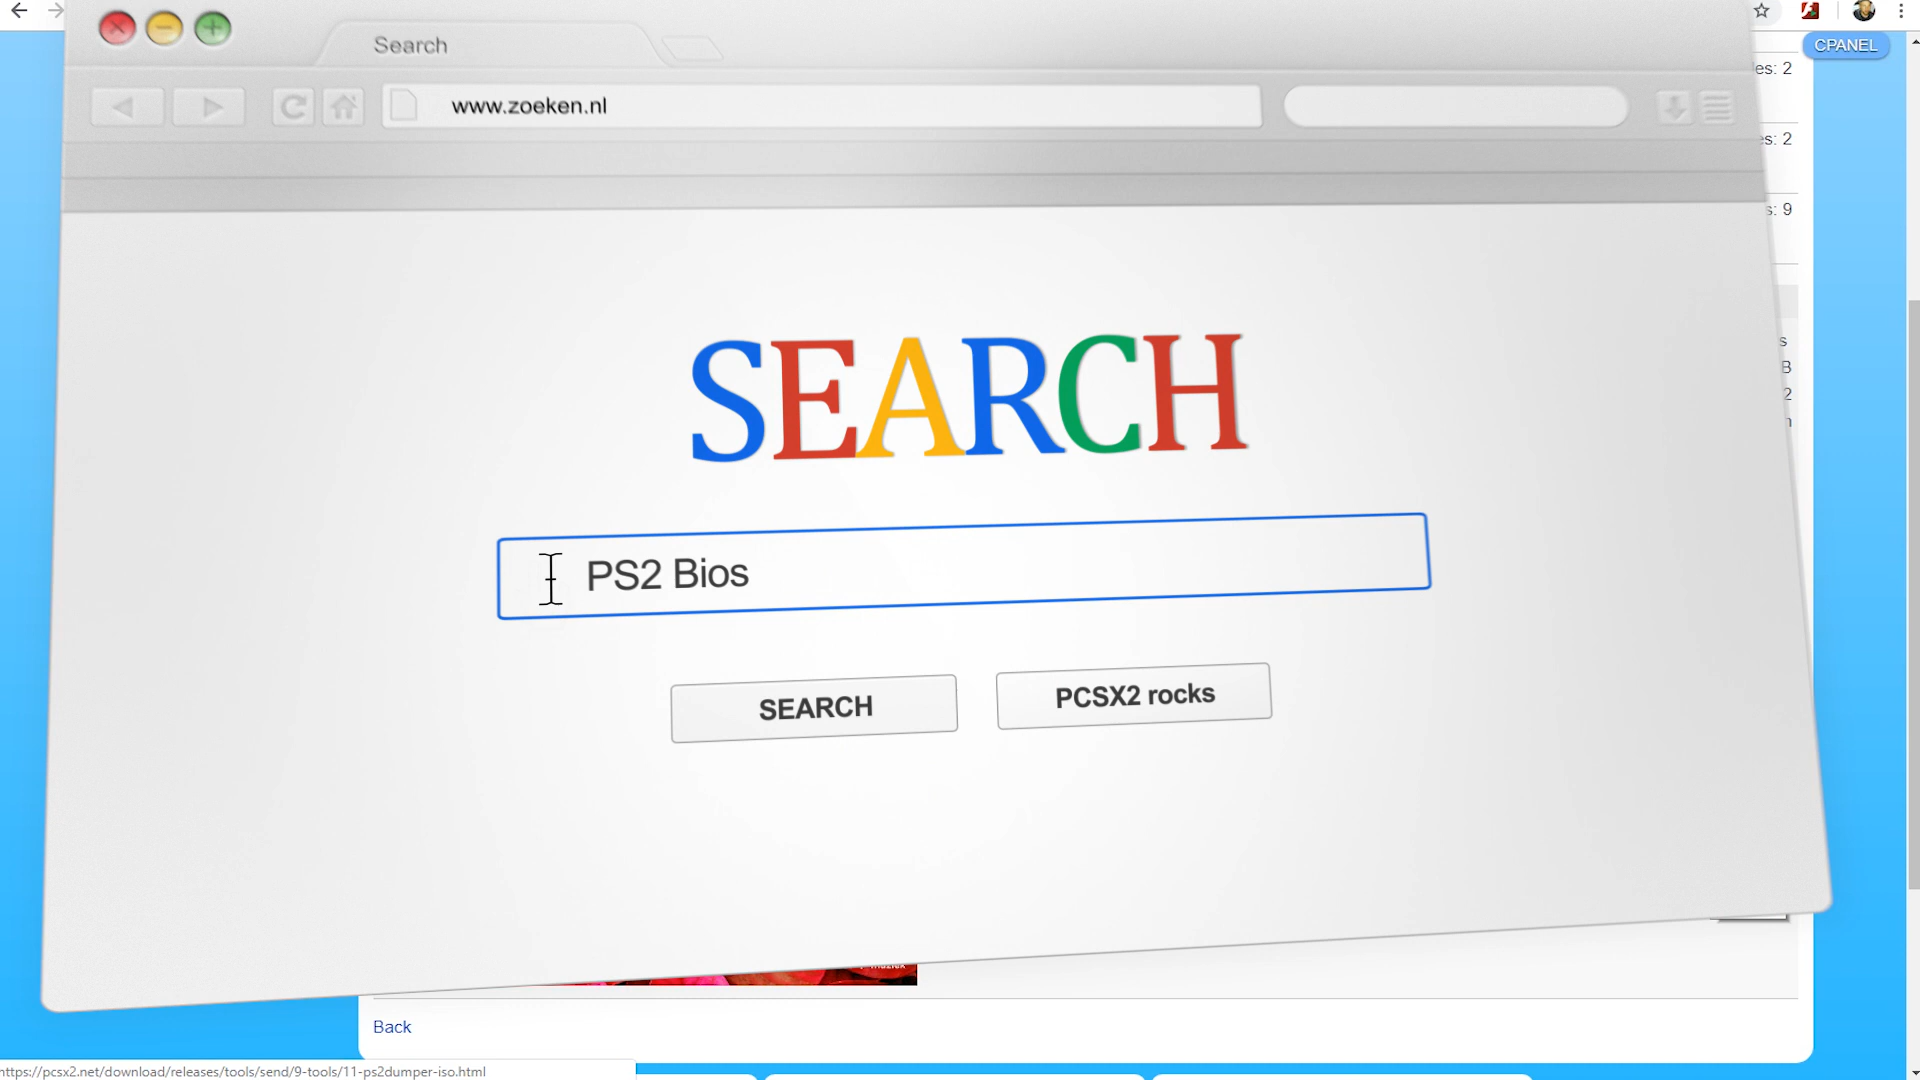 Search
CPANEL
es: 2
www.zoeken.nl
es: 2
s: 9
SEARCH
s
B
2
PS2 Bios
SEARCH
PCSX2 rocks
Back
https://pcsx2.net/download/releases/tools/send/9-tools/11-ps2dumper-iso.html